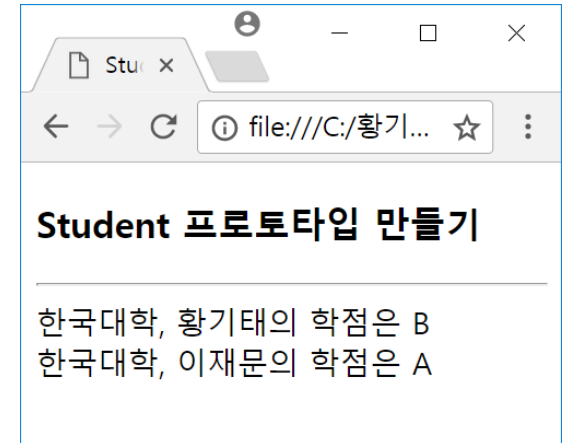 Stu
file:///C:/황기...
Student 프로토타입 만들기
한국대학, 황기태의 학점은 B
한국대학, 이재문의 학점은 A